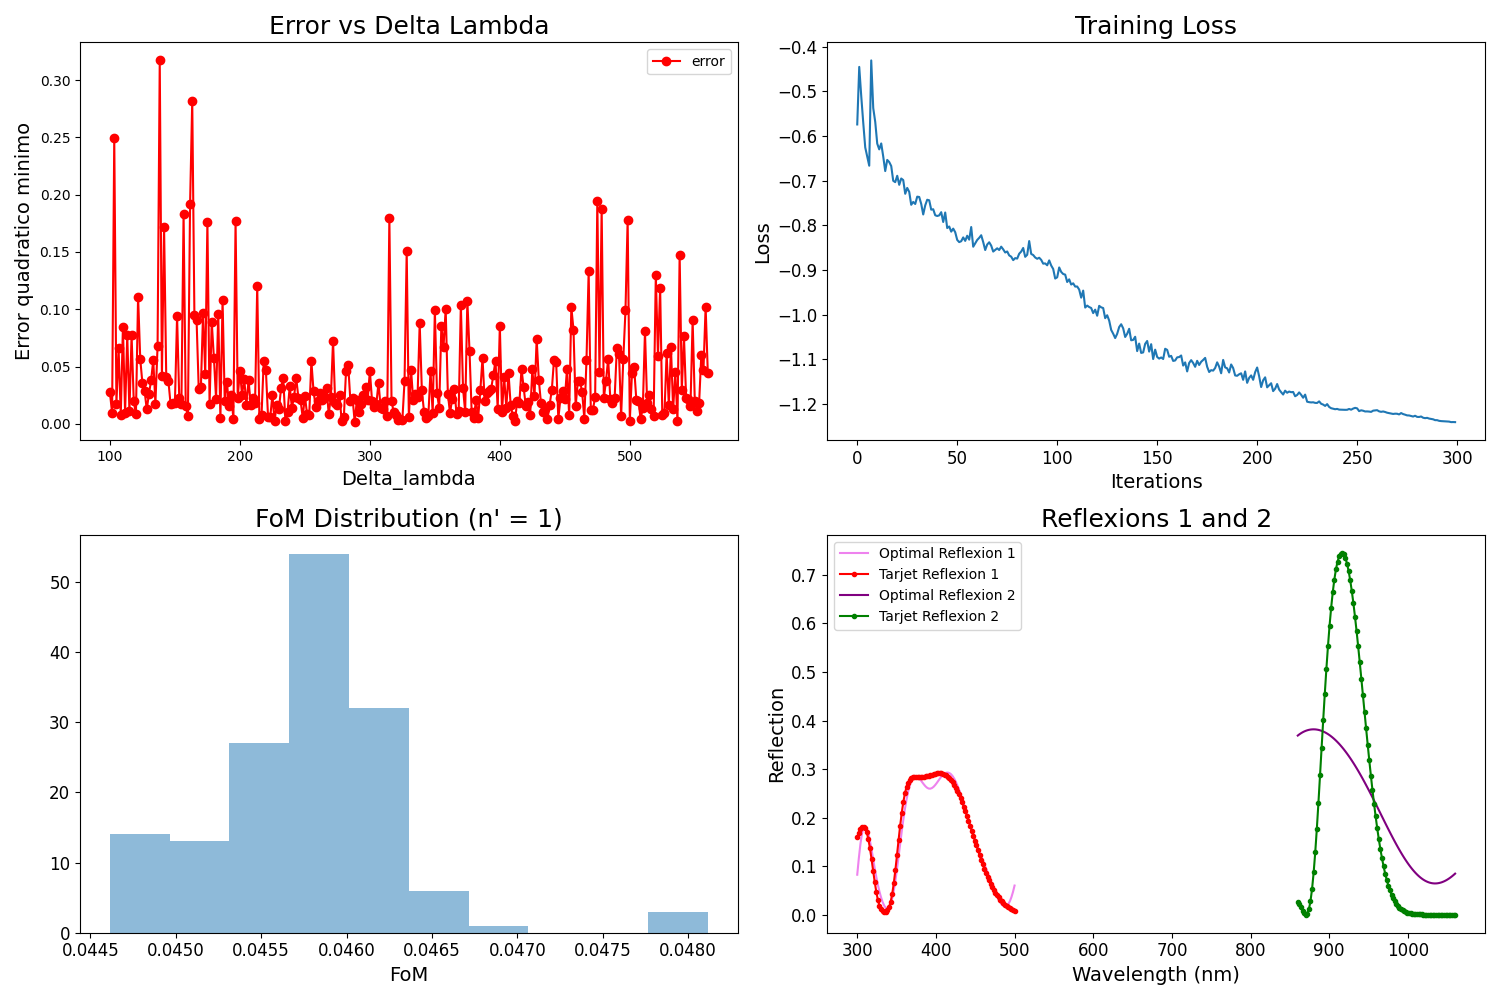 Error vs Delta Lambda
error
Error quadratico minimo
0.30
0.25
0.20
0.15
0.10
0.05
0.00
100 200 300 400 500
Delta_lambda
Training Loss
Loss
−0.4
−0.5
−0.6
−0.7
−0.8
−0.9
−1.0
−1.1
−1.2
0 50 100 150 200 250 300
Iterations
FoM Distribution (n' = 1)
50
40
30
20
10
0
0.0445 0.0450 0.0455 0.0460 0.0465 0.0470 0.0475 0.0480
FoM
Reflexions 1 and 2
Optimal Reflexion 1
Tarjet Reflexion 1
Optimal Reflexion 2
Tarjet Reflexion 2
Reflection
0.7
0.6
0.5
0.4
0.3
0.2
0.1
0.0
300 400 500 600 700 800 900 1000
Wavelength (nm)